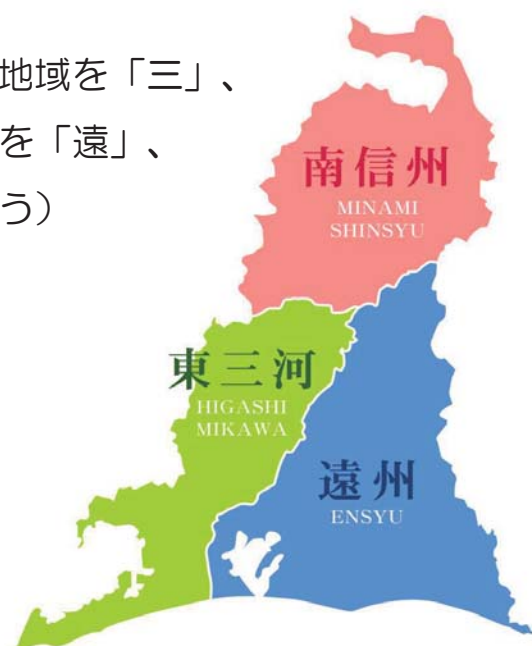 地域を「三」、
を「遠」、
う）
南信州
MINAMI
SHINSYU
東三河
HIGASHI
MIKAWA
遠州
ENSYU